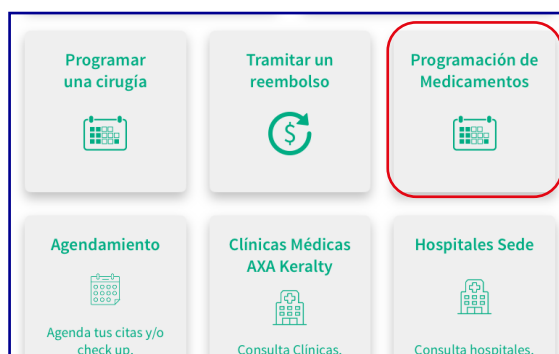 Programar
una cirugía
Tramitar un
reembolso
Programación de
Medicamentos
$
Agendamiento
Clínicas Médicas
AXA Keralty
Hospitales Sede
Agenda tus citas y/o
check up.
Consulta Clínicas,
Consulta hospitales,